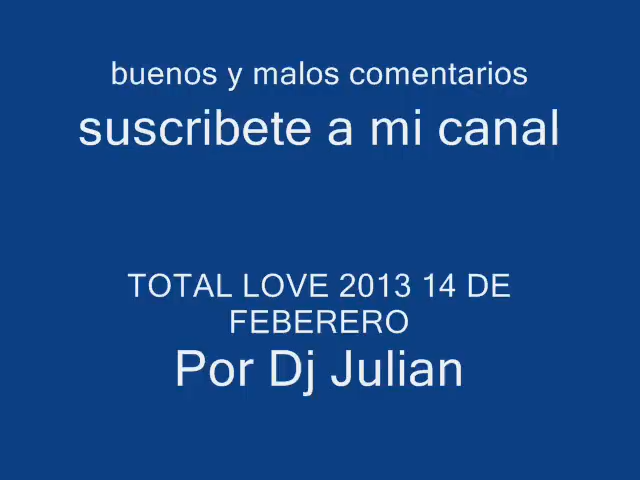 buenos y malos comentarios
suscribete a mi canal
TOTAL LOVE 2013 14 DE
FEBERERO
Por Dj Julian